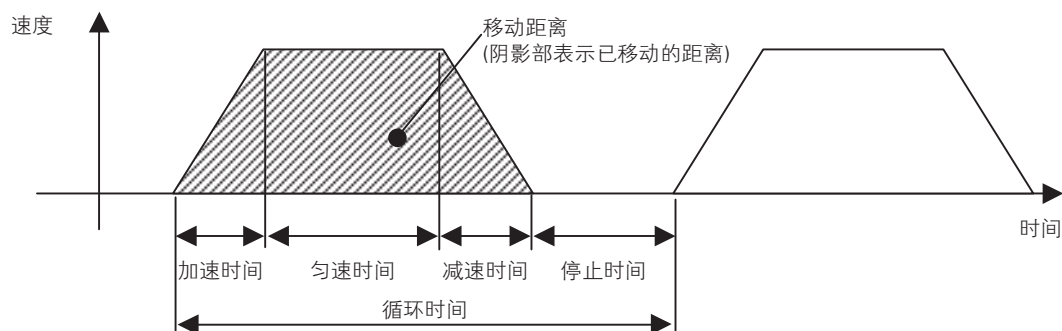 速度
移动距离
(阴影部表示已移动的距离)
时间
加速时间
匀速时间
减速时间
停止时间
循环时间